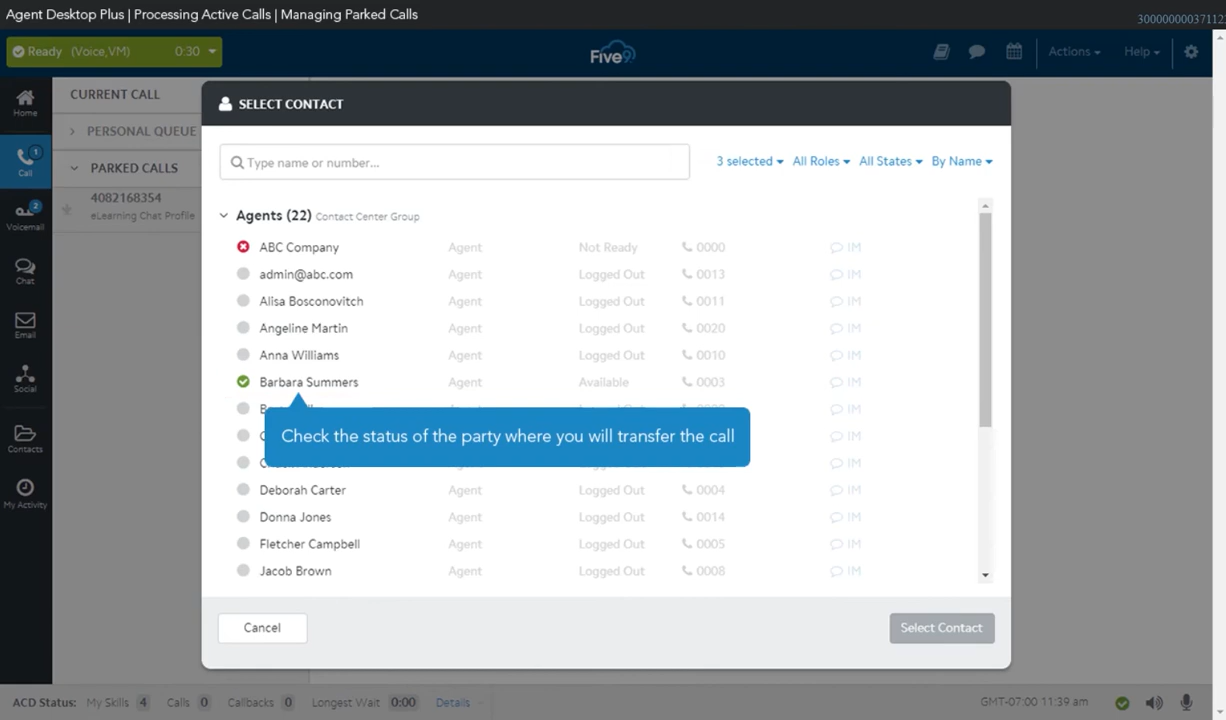 Agent Desktop Plus | Processing Active Calls | Managing Parked Calls
Ready (Voice,VM) 0:30
Five9
Actions Help
Home
Call 1
Voicemail 2
Chat
Email
Social
Contacts
My Activity
CURRENT CALL
PERSONAL QUEUE
PARKED CALLS
4082168354
eLearning Chat Profile
SELECT CONTACT
Type name or number...
3 selected All Roles All States By Name
Agents (22) Contact Center Group
ABC Company Agent Not Ready 0000 IM
admin@abc.com Agent Logged Out 0013 IM
Alisa Bosconovitch Agent Logged Out 0011 IM
Angeline Martin Agent Logged Out 0020 IM
Anna Williams Agent Logged Out 0010 IM
Barbara Summers Agent Available 0003 IM
IM
Check the status of the party where you will transfer the call
IM
IM
Deborah Carter Agent Logged Out 0004 IM
Donna Jones Agent Logged Out 0014 IM
Fletcher Campbell Agent Logged Out 0005 IM
Jacob Brown Agent Logged Out 0008 IM
Cancel
Select Contact
ACD Status: My Skills 4 Calls 0 Callbacks 0 Longest Wait 0:00 Details
GMT-07:00 11:39 am